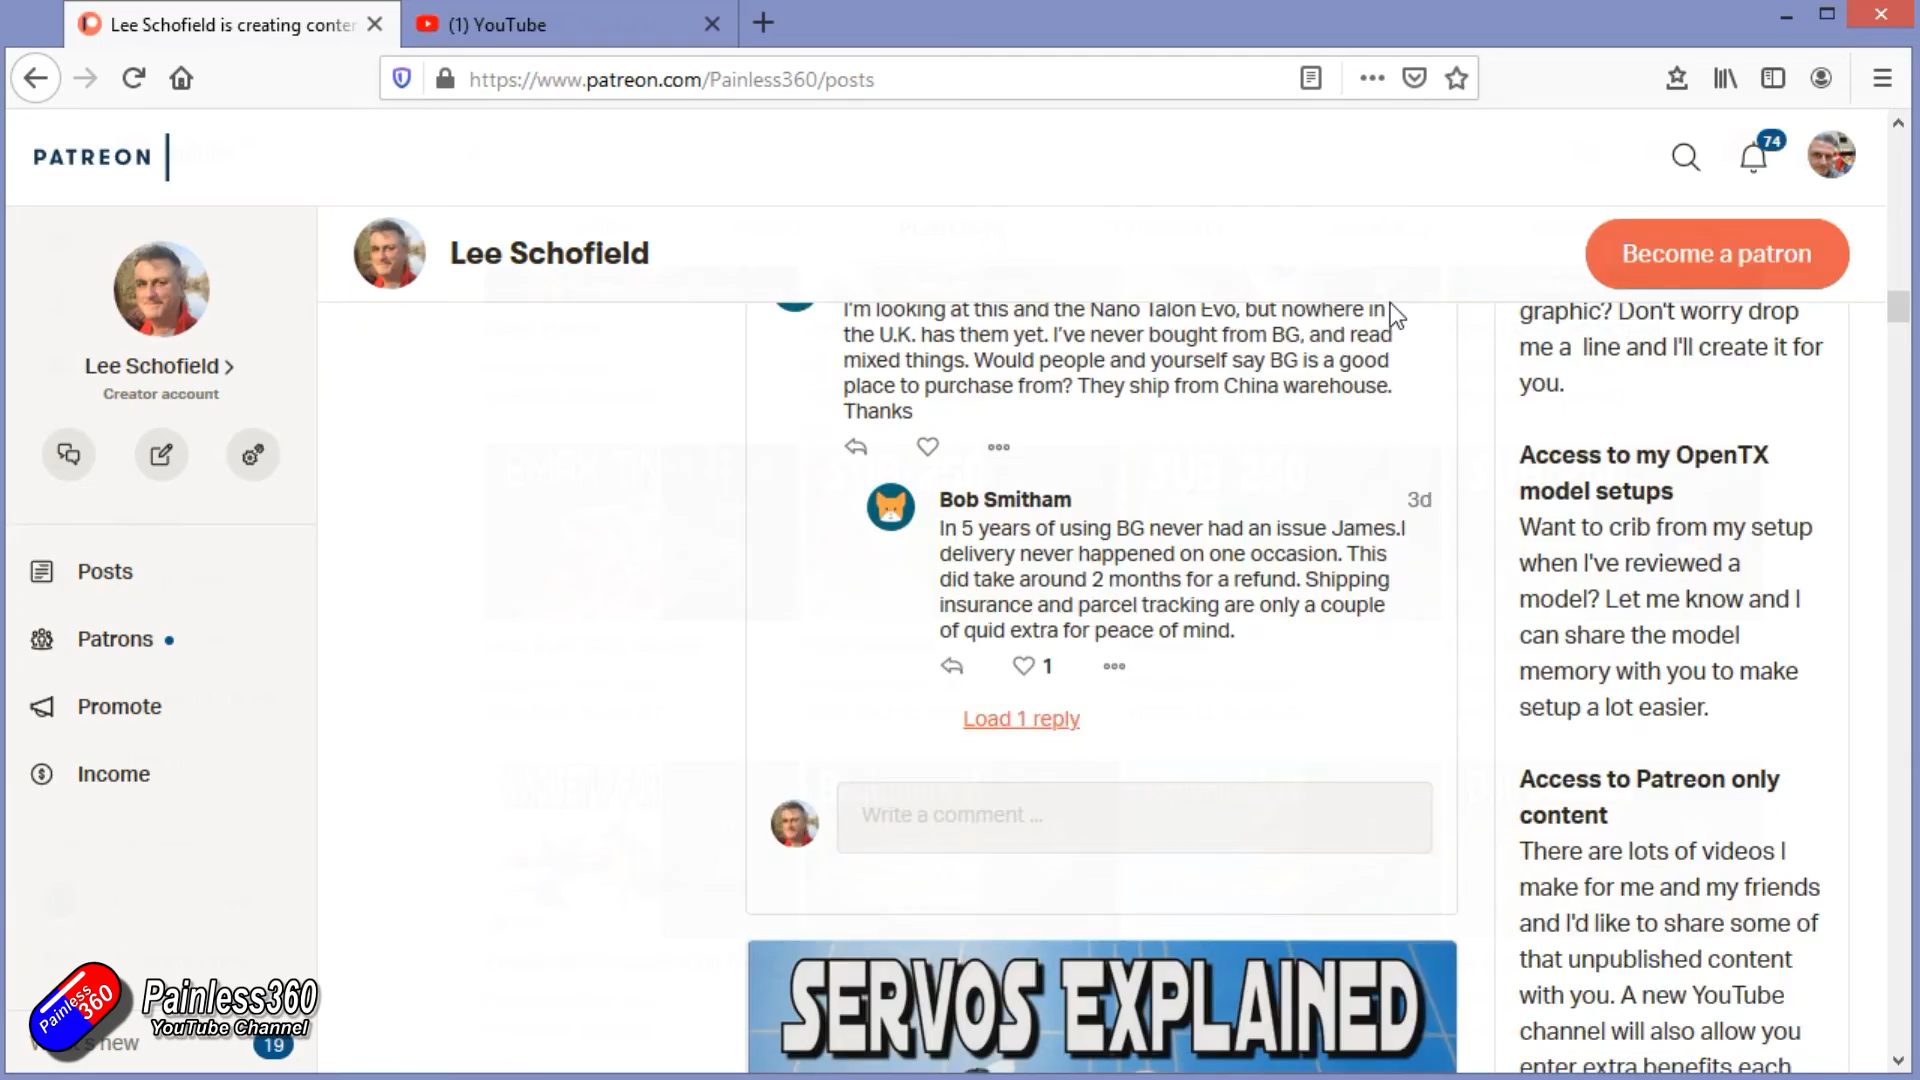 Lee Schofield is creating conter
(1) YouTube
https://www.patreon.com/Painless360/posts
PATREON
74
Lee Schofield
Become a patron
Lee Schofield
Creator account
Posts
Patrons
Promote
Income
19
Painless360
Painless360
YouTube Channel
I'm looking at this and the Nano Talon Evo, but nowhere in
the U.K. has them yet. I've never bought from BG, and read
mixed things. Would people and yourself say BG is a good
place to purchase from? They ship from China warehouse.
Thanks
Bob Smitham
3d
In 5 years of using BG never had an issue James.I
delivery never happened on one occasion. This
did take around 2 months for a refund. Shipping
insurance and parcel tracking are only a couple
of quid extra for peace of mind.
1
Load 1 reply
Write a comment ...
SERVOS EXPLAINED
graphic? Don't worry drop
me a line and I'll create it for
you.
Access to my OpenTX
model setups
Want to crib from my setup
when I've reviewed a
model? Let me know and I
can share the model
memory with you to make
setup a lot easier.
Access to Patreon only
content
There are lots of videos I
make for me and my friends
and I'd like to share some of
that unpublished content
with you. A new YouTube
channel will also allow you
enter extra benefits each